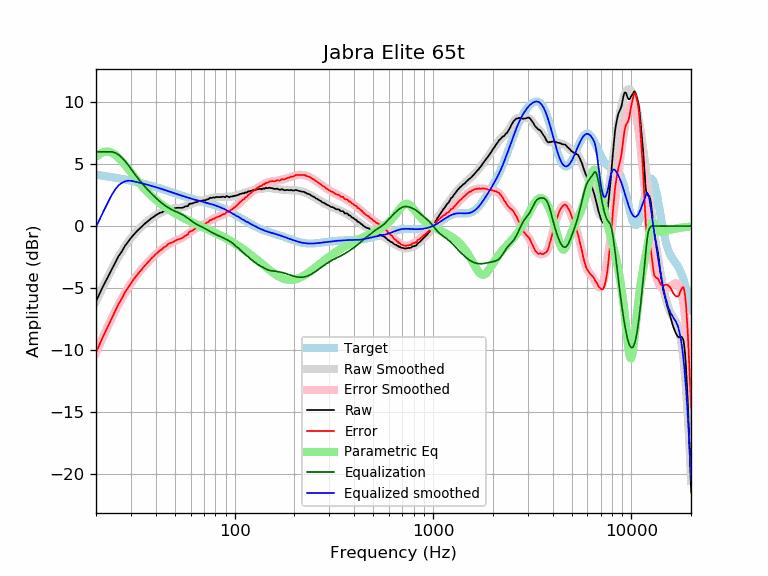 Jabra Elite 65t
10
5
0
−5
−10
−15
−20
Amplitude (dBr)
Target
Raw Smoothed
Error Smoothed
Raw
Error
Parametric Eq
Equalization
Equalized smoothed
100
1000
10000
Frequency (Hz)